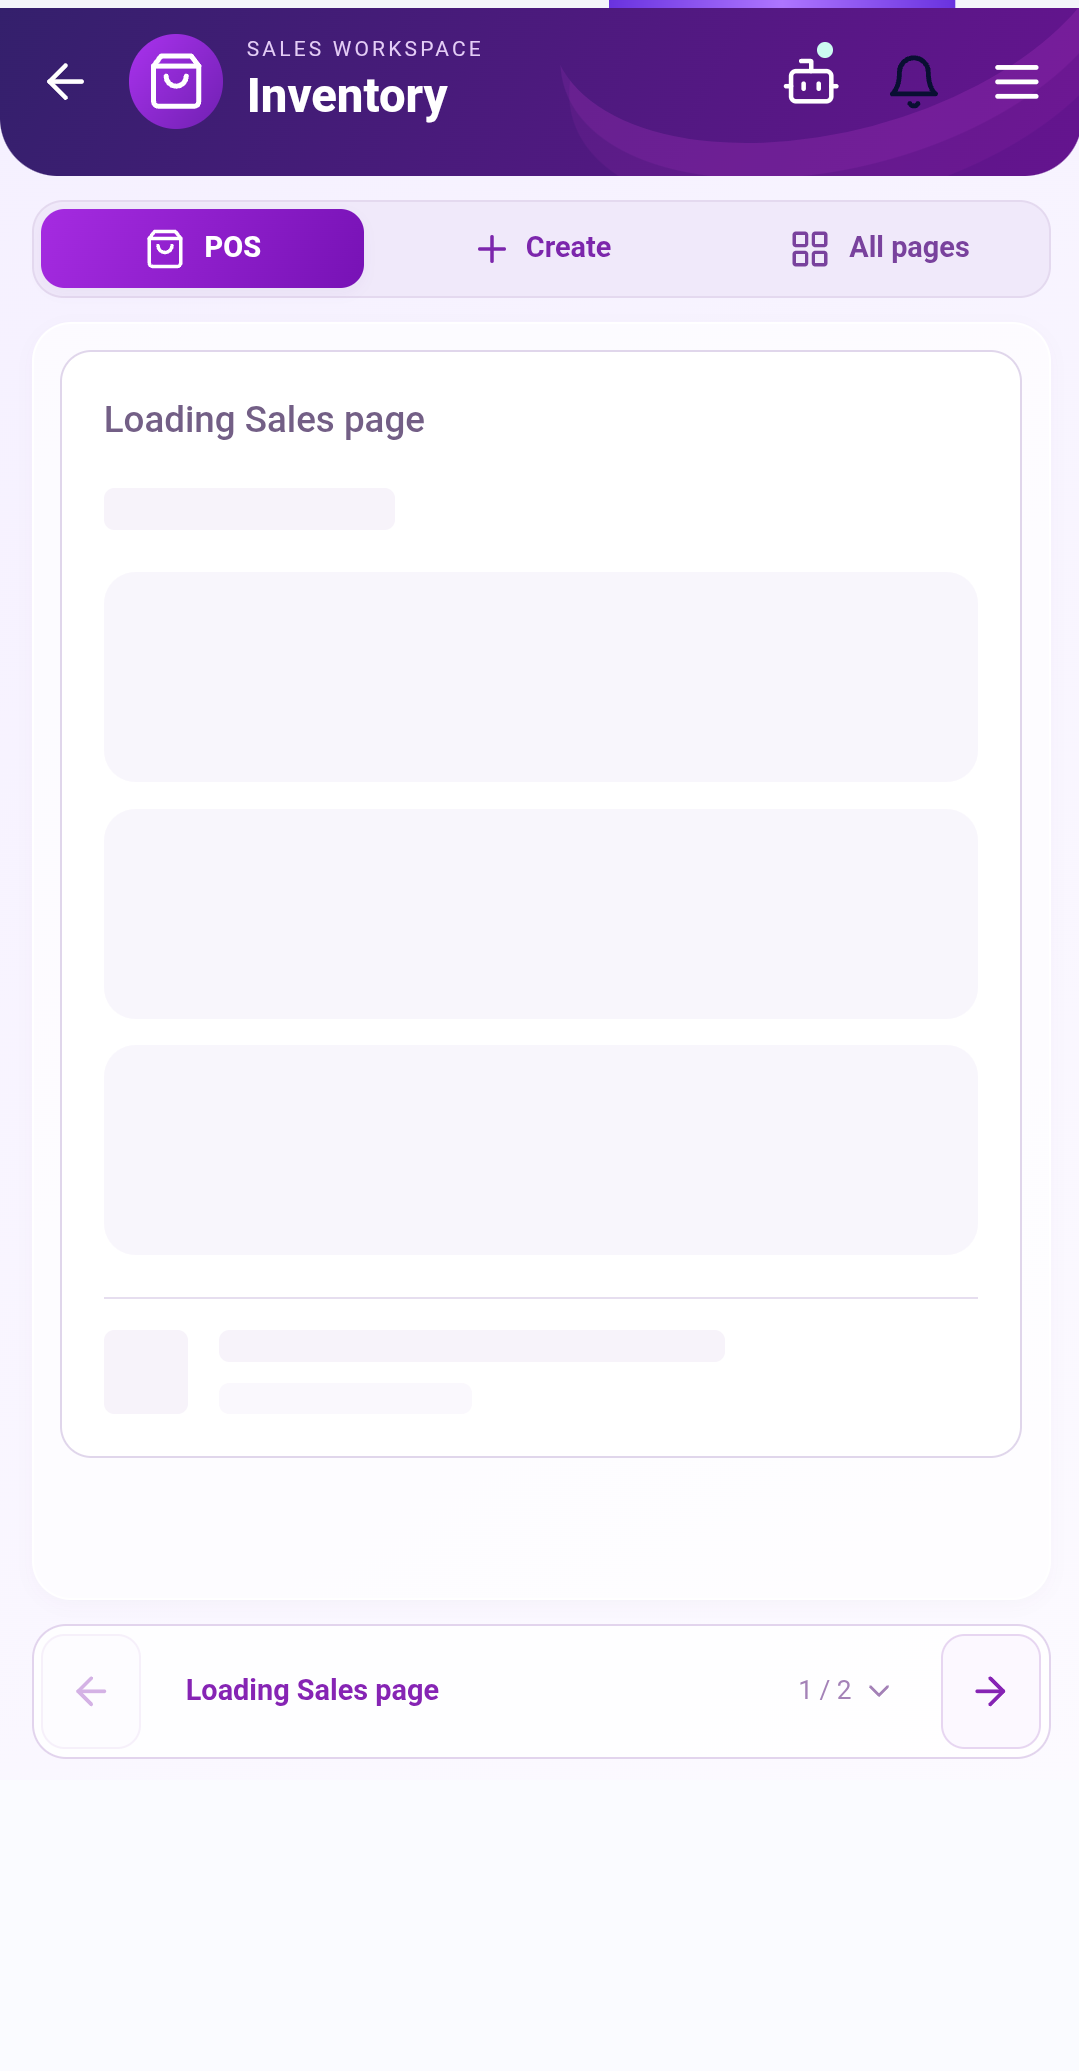 SALES WORKSPACE
Inventory
POS
Create
All pages
Loading Sales page
Loading Sales page
1 / 2